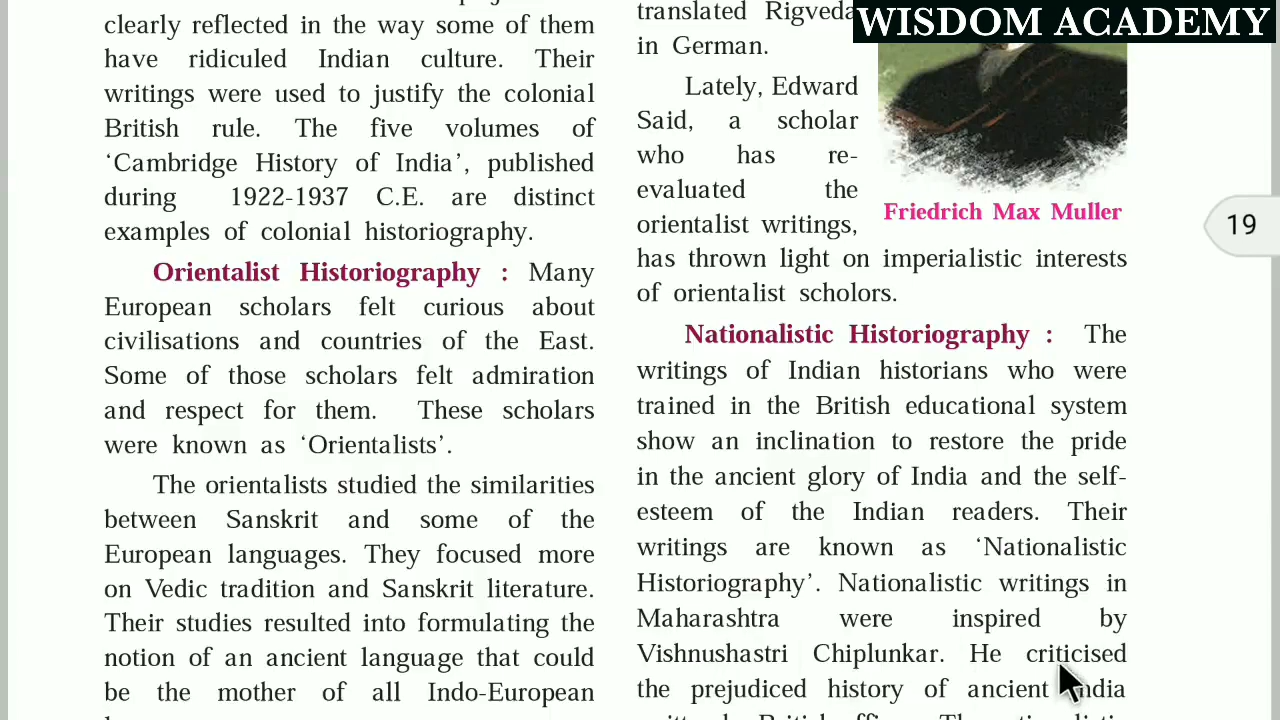 clearly reflected in the way some of them
have ridiculed Indian culture. Their
writings were used to justify the colonial
British rule. The five volumes of
‘Cambridge History of India’, published
during 1922-1937 C.E. are distinct
examples of colonial historiography.
Orientalist Historiography : Many
European scholars felt curious about
civilisations and countries of the East.
Some of those scholars felt admiration
and respect for them. These scholars
were known as ‘Orientalists’.
The orientalists studied the similarities
between Sanskrit and some of the
European languages. They focused more
on Vedic tradition and Sanskrit literature.
Their studies resulted into formulating the
notion of an ancient language that could
be the mother of all Indo-European
translated Rigveda
in German.
Lately, Edward
Said, a scholar
who has re-
evaluated the
orientalist writings,
has thrown light on imperialistic interests
of orientalist scholors.
Nationalistic Historiography : The
writings of Indian historians who were
trained in the British educational system
show an inclination to restore the pride
in the ancient glory of India and the self-
esteem of the Indian readers. Their
writings are known as ‘Nationalistic
Historiography’. Nationalistic writings in
Maharashtra were inspired by
Vishnushastri Chiplunkar. He criticised
the prejudiced history of ancient India
WISDOM ACADEMY
Friedrich Max Muller
19